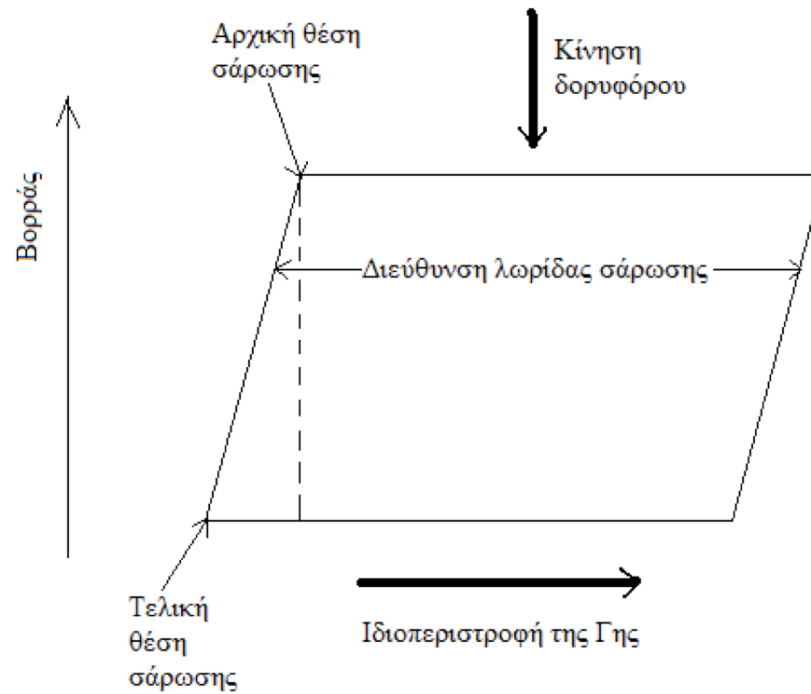 Αρχική θέση
σάρωσης
Κίνηση
δορυφόρου
Βορράς
Διεύθυνση λωρίδας σάρωσης
Τελική
θέση
σάρωσης
Ιδιοπεριστροφή της Γης